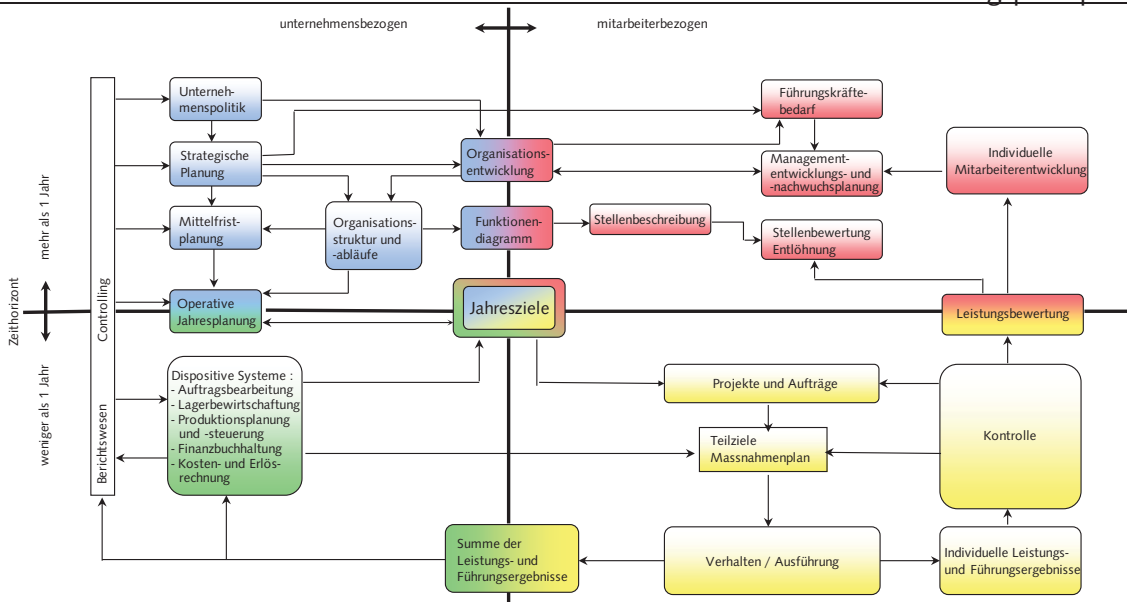 unternehmensbezogen
mitarbeiterbezogen
Unterneh-
menspolitik
Führungskräfte-
bedarf
Strategische
Planung
Organisations-
entwicklung
Management-
entwicklungs- und
-nachwuchsplanung
Individuelle
Mitarbeiterentwicklung
mehr als 1 Jahr
Mittelfrist-
planung
Organisations-
struktur und
-abläufe
Funktionen-
diagramm
Stellenbeschreibung
Stellenbewertung
Entlöhnung
Zeithorizont
Controlling
Operative
Jahresplanung
Jahresziele
Leistungsbewertung
weniger als 1 Jahr
Berichtswesen
Dispositive Systeme :
- Auftragsbearbeitung
- Lagerbewirtschaftung
- Produktionsplanung
und -steuerung
- Finanzbuchhaltung
- Kosten- und Erlös-
rechnung
Projekte und Aufträge
Teilziele
Massnahmenplan
Kontrolle
Summe der
Leistungs- und
Führungsergebnisse
Verhalten / Ausführung
Individuelle Leistungs-
und Führungsergebnisse